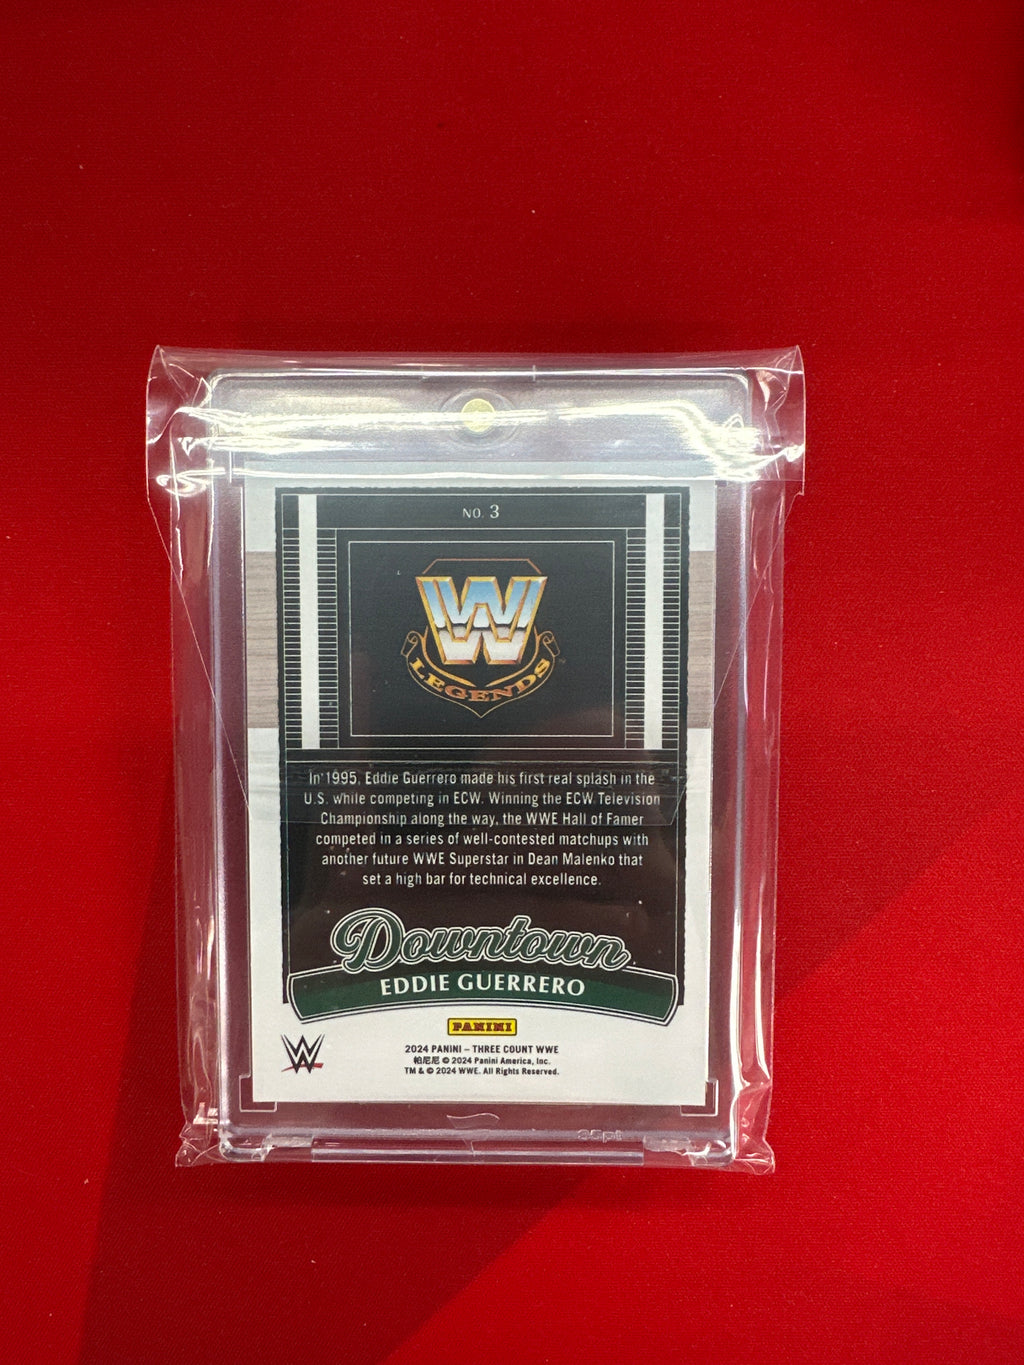 NO. 3
W
LEGENDS
In 1995, Eddie Guerrero made his first real splash in the
U.S. while competing in ECW. Winning the ECW Television
Championship along the way, the WWE Hall of Famer
competed in a series of well-contested matchups with
another future WWE Superstar in Dean Malenko that
set a high bar for technical excellence.
Downtown
EDDIE GUERRERO
PANINI
W
2024 PANINI – THREE COUNT WWE
帕尼尼 © 2024 Panini America, Inc.
TM & © 2024 WWE. All Rights Reserved.
35pt